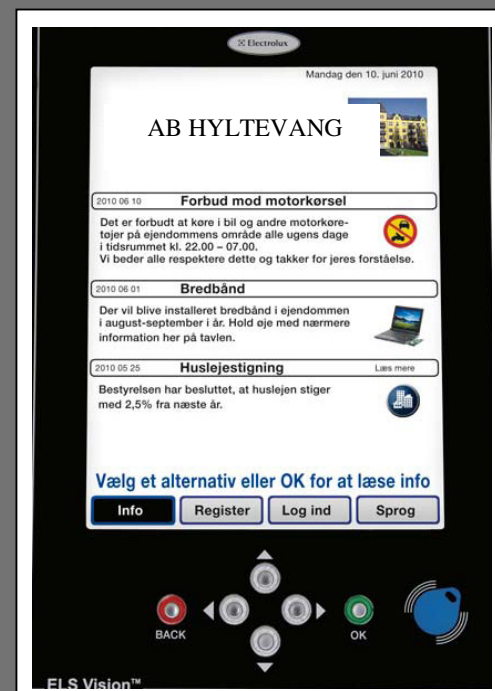 Electrolux
Mandag den 10. juni 2010
AB HYLTEVANG
2010 06 10 Forbud mod motorkørsel
Det er forbudt at køre i bil og andre motorkøre-
tøjer på ejendommens område alle ugens dage
i tidsrummet kl. 22.00 – 07.00.
Vi beder alle respektere dette og takker for jeres forståelse.
2010 06 01 Bredbånd
Der vil blive installeret bredbånd i ejendommen
i august-september i år. Hold øje med nærmere
information her på tavlen.
2010 05 25 Huslejestigning Læs mere
Bestyrelsen har besluttet, at huslejen stiger
med 2,5% fra næste år.
Vælg et alternativ eller OK for at læse info
Info Register Log ind Sprog
BACK OK
ELS Vision™